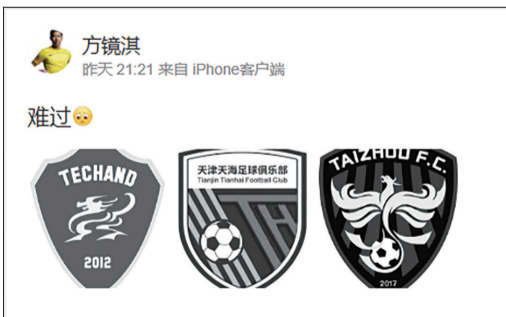 方镜淇
昨天 21:21 来自 iPhone客户端
难过🥺
TECHAND
2012
天津天海足球俱乐部
Tianjin Tianhai Football Club
TH
TAIZHOU F.C.
2017